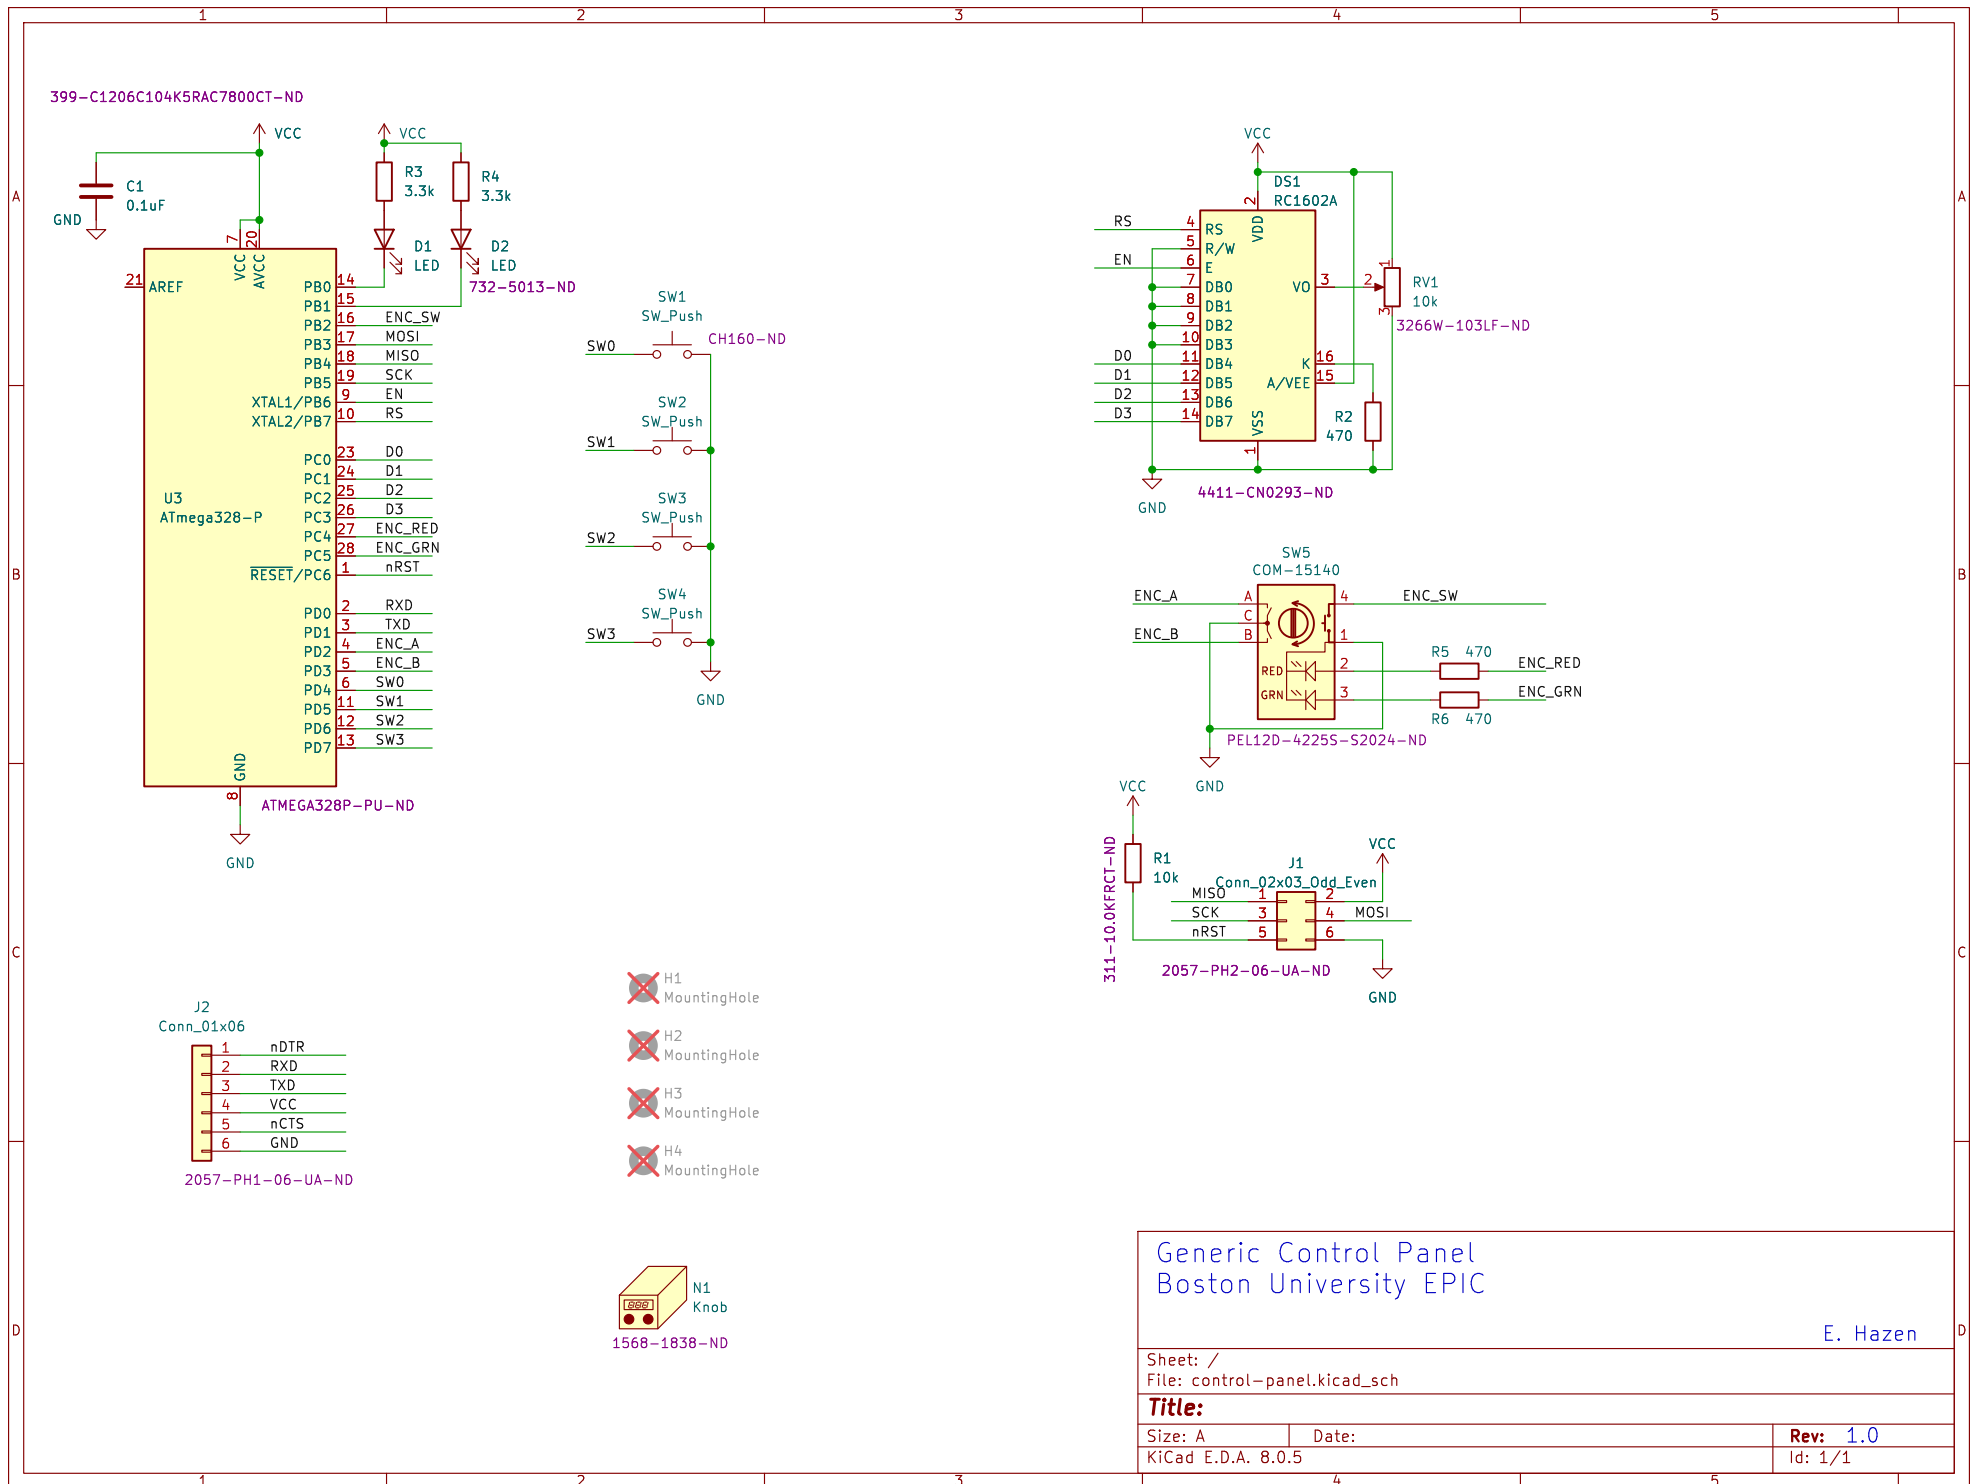 1 2 3 4 5
A A
B B
C C
D D
399-C1206C104K5RAC7800CT-ND
VCC
C1
0.1uF
GND
VCC
R3
3.3k
R4
3.3k
D1
LED
D2
LED
732-5013-ND
7 20
VCC AVCC
21 AREF
PB0 14
PB1 15
PB2 16 ENC_SW
PB3 17 MOSI
PB4 18 MISO
PB5 19 SCK
XTAL1/PB6 9 EN
XTAL2/PB7 10 RS
PC0 23 D0
PC1 24 D1
PC2 25 D2
PC3 26 D3
PC4 27 ENC_RED
PC5 28 ENC_GRN
RESET/PC6 1 nRST
U3
ATmega328-P
PD0 2 RXD
PD1 3 TXD
PD2 4 ENC_A
PD3 5 ENC_B
PD4 6 SW0
PD5 11 SW1
PD6 12 SW2
PD7 13 SW3
GND
8
ATMEGA328P-PU-ND
GND
SW1
SW_Push
CH160-ND
SW0
SW2
SW_Push
SW1
SW3
SW_Push
SW2
SW4
SW_Push
SW3
GND
VCC
DS1
RC1602A
2
VDD
RS 4 RS
5 R/W
EN 6 E
7 DB0
8 DB1
9 DB2
10 DB3
D0 11 DB4
D1 12 DB5
D2 13 DB6
D3 14 DB7
VO 3
K 16
A/VEE 15
VSS
1
2 1 3
RV1
10k
3266W-103LF-ND
R2
470
4411-CN0293-ND
GND
SW5
COM-15140
ENC_A A
C
ENC_B B
4 ENC_SW
1
RED 2
GRN 3
R5 470
ENC_RED
ENC_GRN
R6 470
PEL12D-4225S-S2024-ND
GND
VCC
R1
10k
311-10.0KFRCT-ND
VCC
J1
Conn_02x03_Odd_Even
MISO 1 2
SCK 3 4 MOSI
nRST 5 6
2057-PH2-06-UA-ND
GND
J2
Conn_01x06
1 nDTR
2 RXD
3 TXD
4 VCC
5 nCTS
6 GND
2057-PH1-06-UA-ND
H1
MountingHole
H2
MountingHole
H3
MountingHole
H4
MountingHole
N1
Knob
1568-1838-ND
Generic Control Panel
Boston University EPIC
E. Hazen
Sheet: /
File: control-panel.kicad_sch
Title:
Size: A Date: Rev: 1.0
KiCad E.D.A. 8.0.5 Id: 1/1
1 2 3 4 5